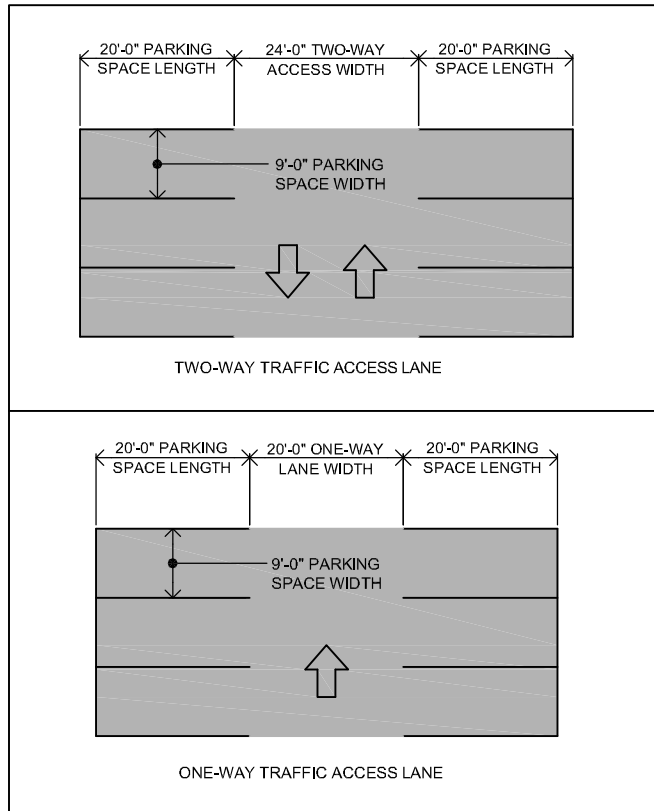 20'-0" PARKING SPACE LENGTH
24'-0" TWO-WAY ACCESS WIDTH
20'-0" PARKING SPACE LENGTH
9'-0" PARKING
SPACE WIDTH
TWO-WAY TRAFFIC ACCESS LANE
20'-0" PARKING SPACE LENGTH
20'-0" ONE-WAY LANE WIDTH
20'-0" PARKING SPACE LENGTH
9'-0" PARKING
SPACE WIDTH
ONE-WAY TRAFFIC ACCESS LANE